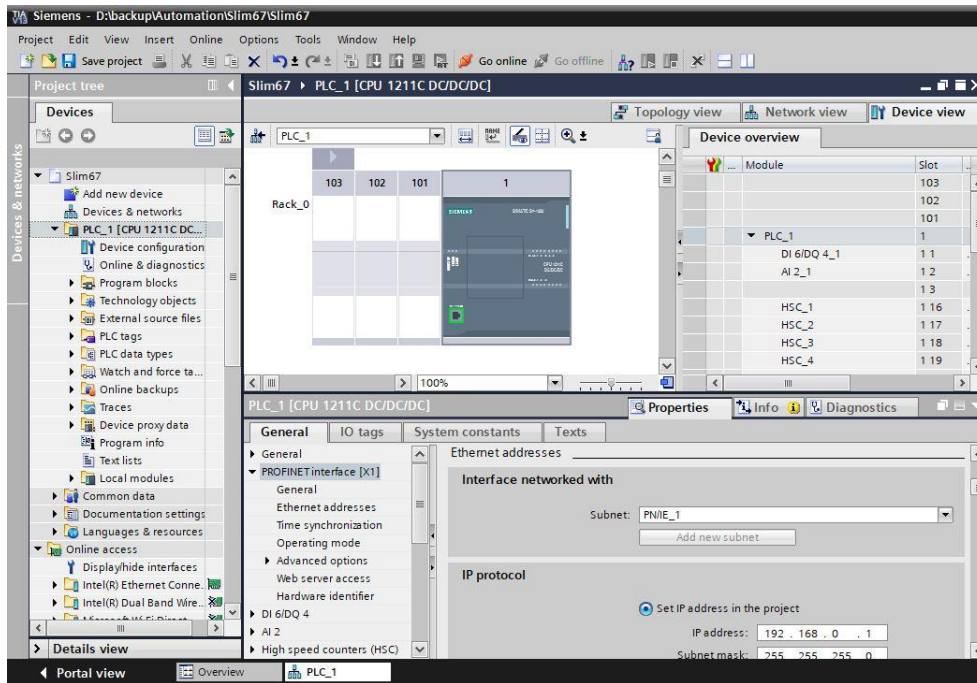 Siemens - D:\backup\Automation\Slim67\Slim67
Project Edit View Insert Online Options Tools Window Help
Save project Go online Go offline
Project tree
Slim67 PLC_1 [CPU 1211C DC/DC/DC]
Devices
Topology view Network view Device view
PLC_1
Device overview
... Module Slot
Devices & networks
Slim67
Add new device
Devices & networks
PLC_1 [CPU 1211C DC...
Device configuration
Online & diagnostics
Program blocks
Technology objects
External source files
PLC tags
PLC data types
Watch and force ta...
Online backups
Traces
Device proxy data
Program info
Text lists
Local modules
Common data
Documentation settings
Languages & resources
Online access
Display/hide interfaces
Intel(R) Ethernet Conne..
Intel(R) Dual Band Wire..
Details view
103 102 101 1
Rack_0
SIEMENS
103
102
101
PLC_1 1
DI 6/DQ 4_1 1 1
AI 2_1 1 2
1 3
HSC_1 1 16
HSC_2 1 17
HSC_3 1 18
HSC_4 1 19
100%
PLC_1 [CPU 1211C DC/DC/DC]
Properties Info Diagnostics
General IO tags System constants Texts
General
PROFINET interface [X1]
General
Ethernet addresses
Time synchronization
Operating mode
Advanced options
Web server access
Hardware identifier
DI 6/DQ 4
AI 2
High speed counters (HSC)
Ethernet addresses
Interface networked with
Subnet: PN/IE_1
Add new subnet
IP protocol
Set IP address in the project
IP address: 192 . 168 . 0 . 1
Subnet mask: 255 . 255 . 255 . 0
Portal view Overview PLC_1